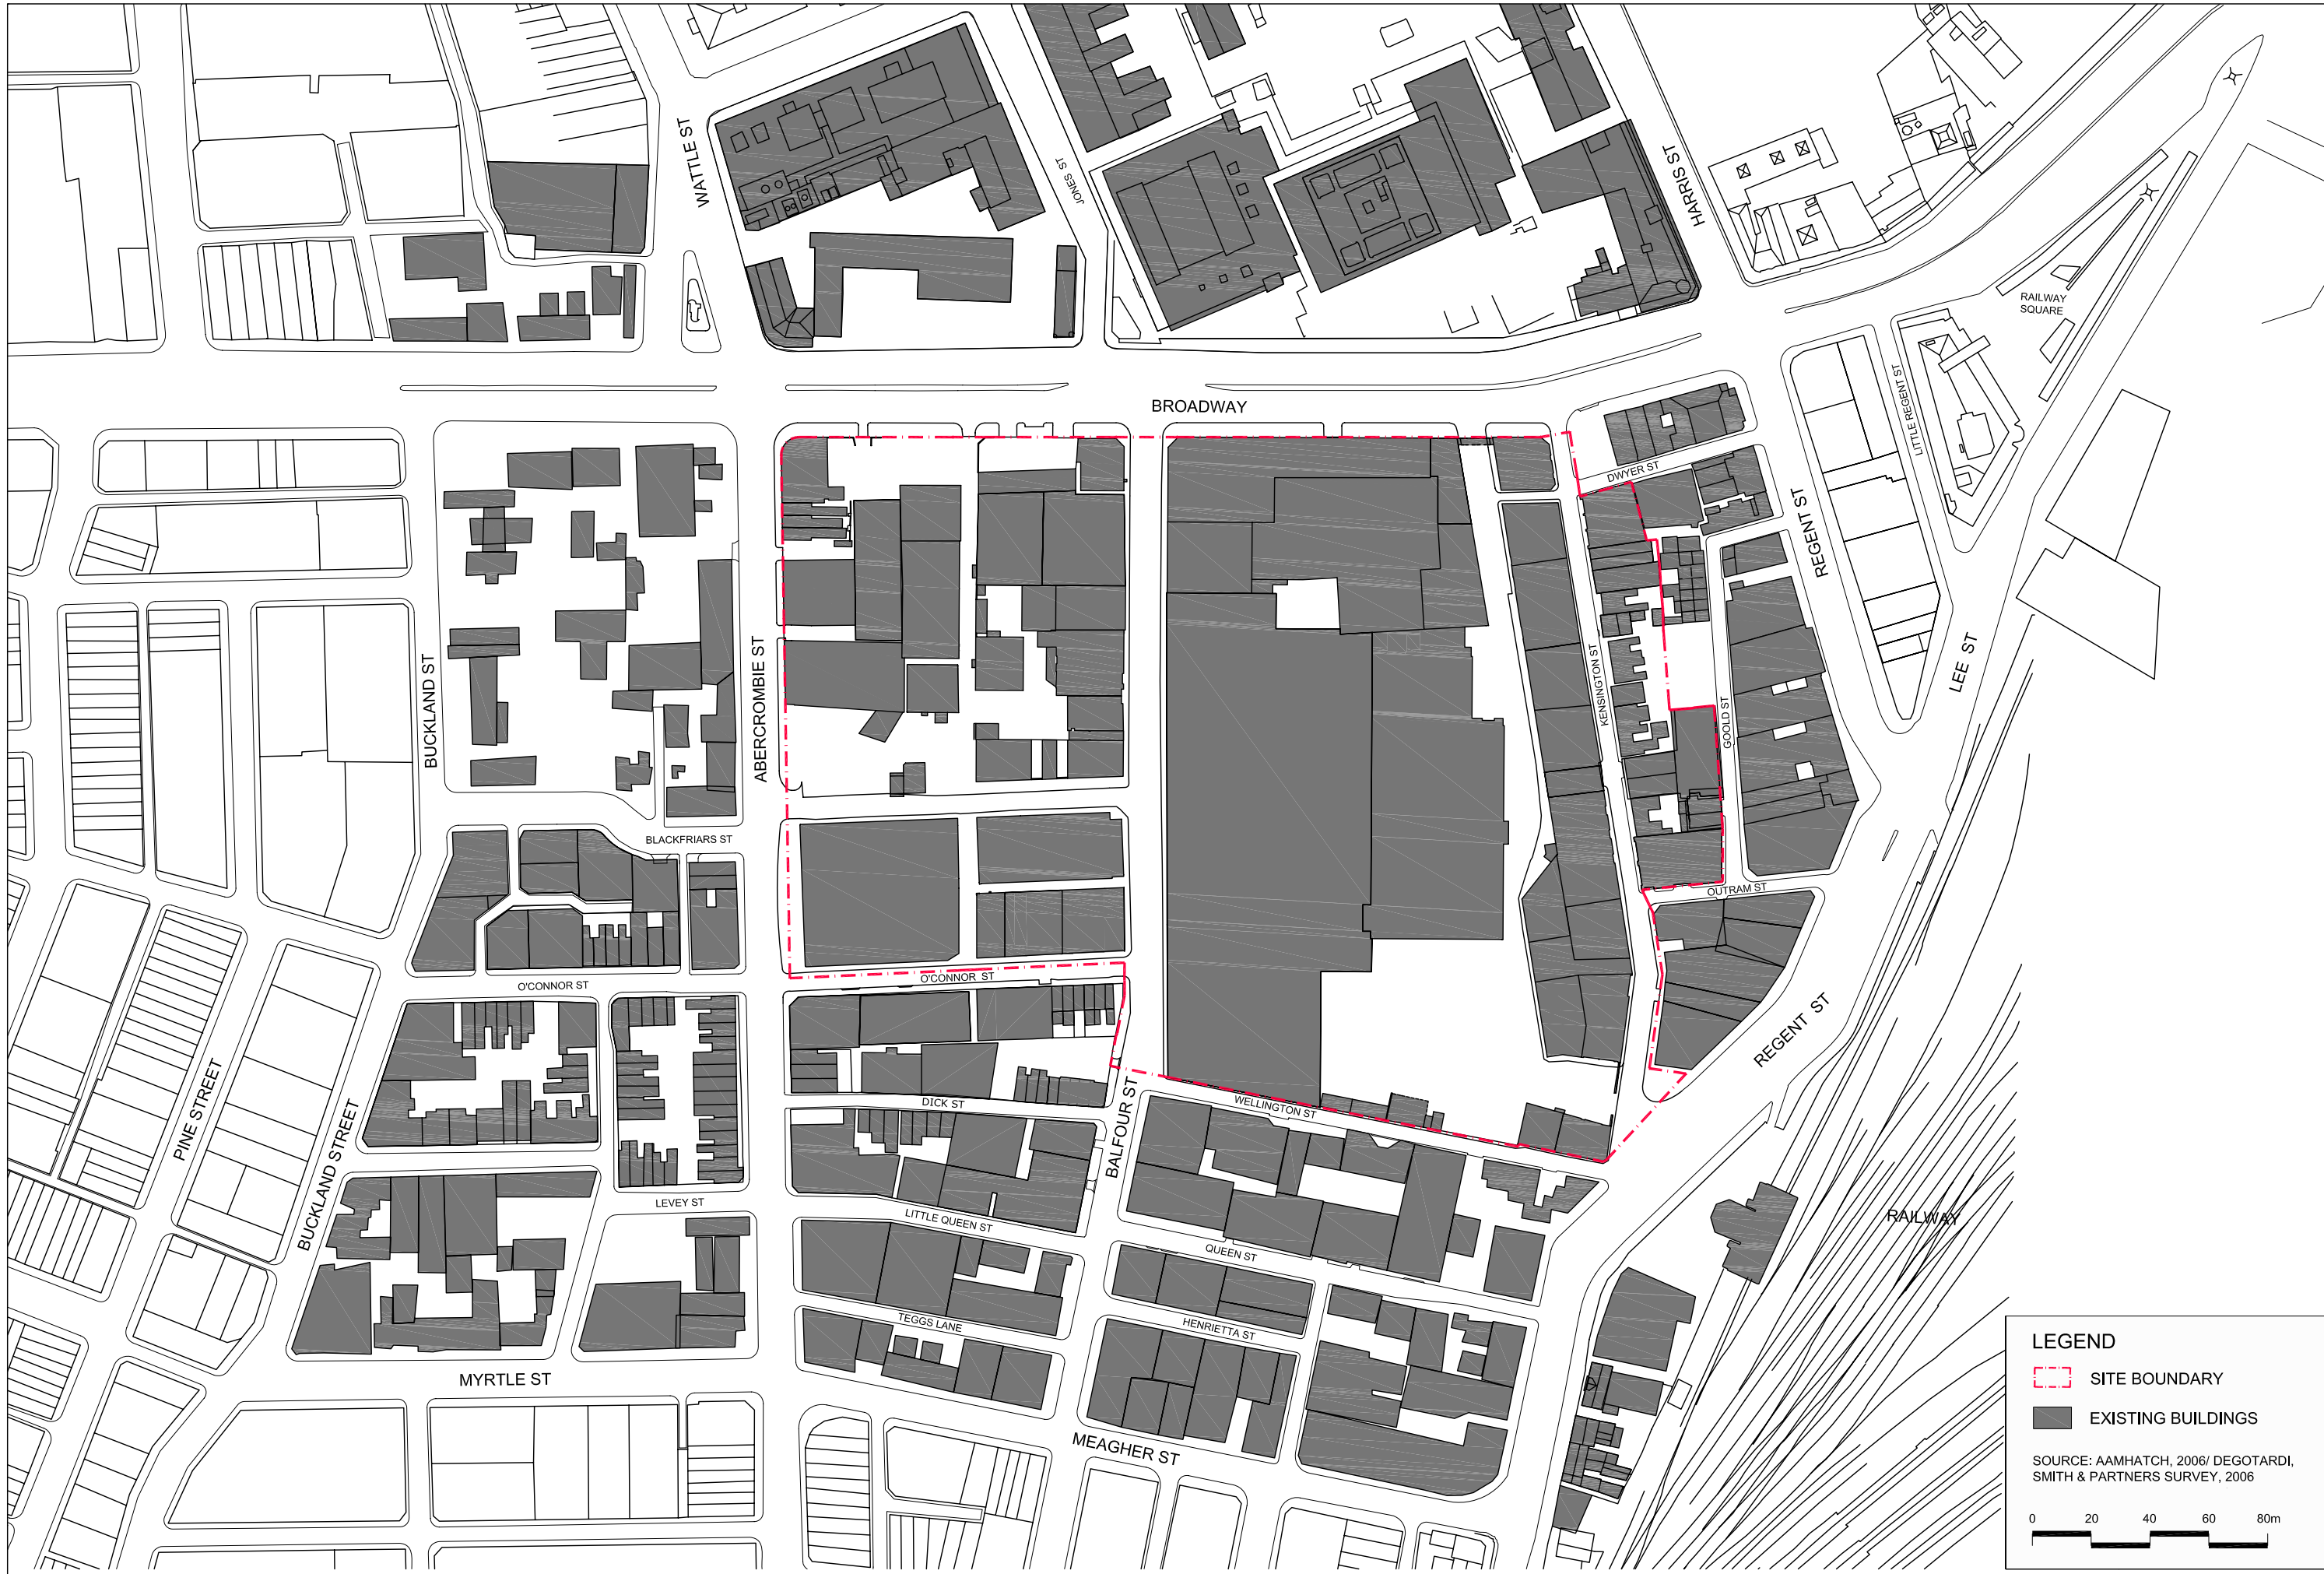 WATTLE ST
JONES ST
HARRIS ST
RAILWAY
SQUARE
BROADWAY
LITTLE REGENT ST
DWYER ST
REGENT ST
BUCKLAND ST
ABERCROMBIE ST
KENSINGTON ST
GOOLD ST
LEE ST
BLACKFRIARS ST
OUTRAM ST
O'CONNOR ST
O'CONNOR ST
REGENT ST
PINE STREET
BUCKLAND STREET
DICK ST
BALFOUR ST
WELLINGTON ST
LEVEY ST
LITTLE QUEEN ST
QUEEN ST
RAILWAY
TEGGS LANE
HENRIETTA ST
MYRTLE ST
MEAGHER ST
LEGEND
SITE BOUNDARY
EXISTING BUILDINGS
SOURCE: AAMHATCH, 2006/ DEGOTARDI,
SMITH & PARTNERS SURVEY, 2006
0 20 40 60 80m